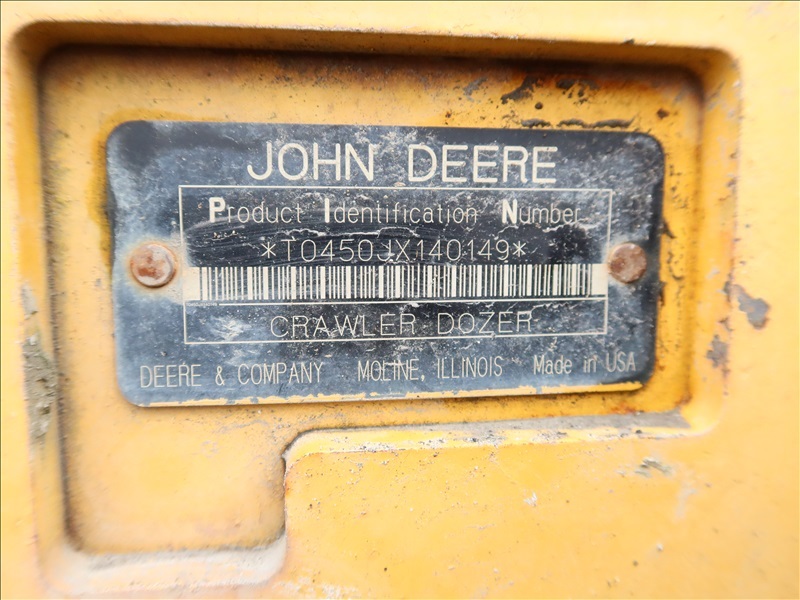 JOHN DEERE
Product Identification Number
*T0450JX140149*
CRAWLER DOZER
DEERE & COMPANY MOLINE, ILLINOIS Made in USA